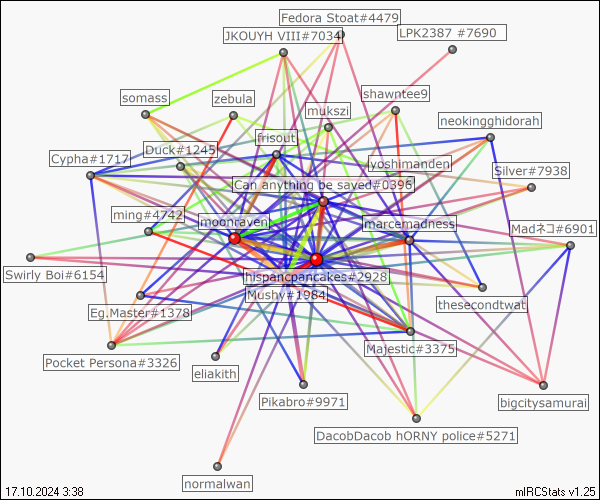 Fedora Stoat#4479
JKOUYH VIII#7034
LPK2387 #7690
somass
zebula
shawntee9
mukszi
neokingghidorah
frisout
Cypha#1717
Duck#1245
yoshimanden
Silver#7938
Can anything be saved#0396
ming#4742
moonraven
marcemadness
Madネコ#6901
Swirly Boi#6154
hispancpancakes#2928
Mushy#1984
thesecondtwat
Eg.Master#1378
Pocket Persona#3326
Majestic#3375
eliakith
Pikabro#9971
bigcitysamurai
DacobDacob hORNY police#5271
normalwan
17.10.2024 3:38
mIRCStats v1.25